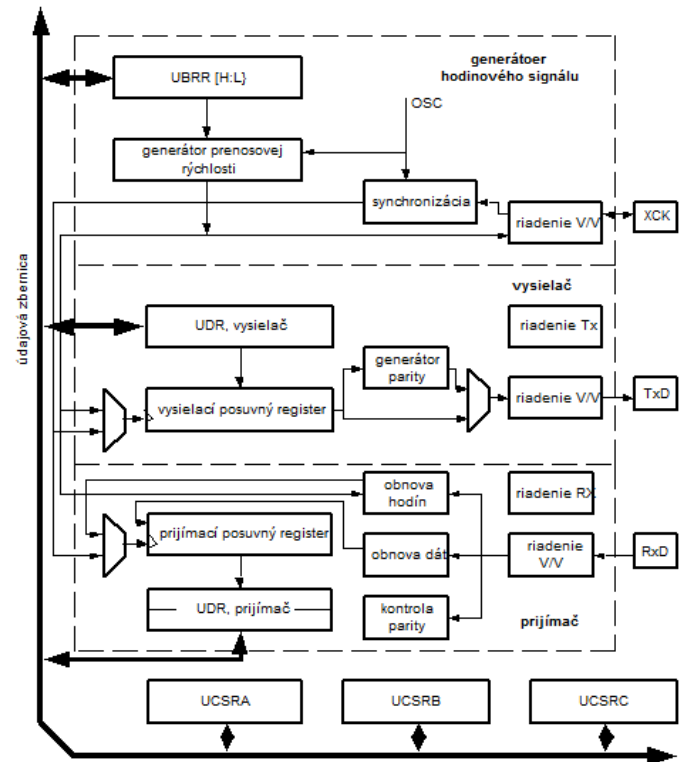 generátoer
hodinového signálu
UBRR [H:L}
OSC
generátor prenosovej
rýchlosti
synchronizácia
riadenie V/V
XCK
údajová zbernica
vysielač
UDR, vysielač
riadenie Tx
generátor
parity
vysielací posuvný register
riadenie V/V
TxD
obnova
hodín
riadenie RX
prijímací posuvný register
obnova dát
riadenie
V/V
RxD
UDR, prijímač
kontrola
parity
prijímač
UCSRA
UCSRB
UCSRC